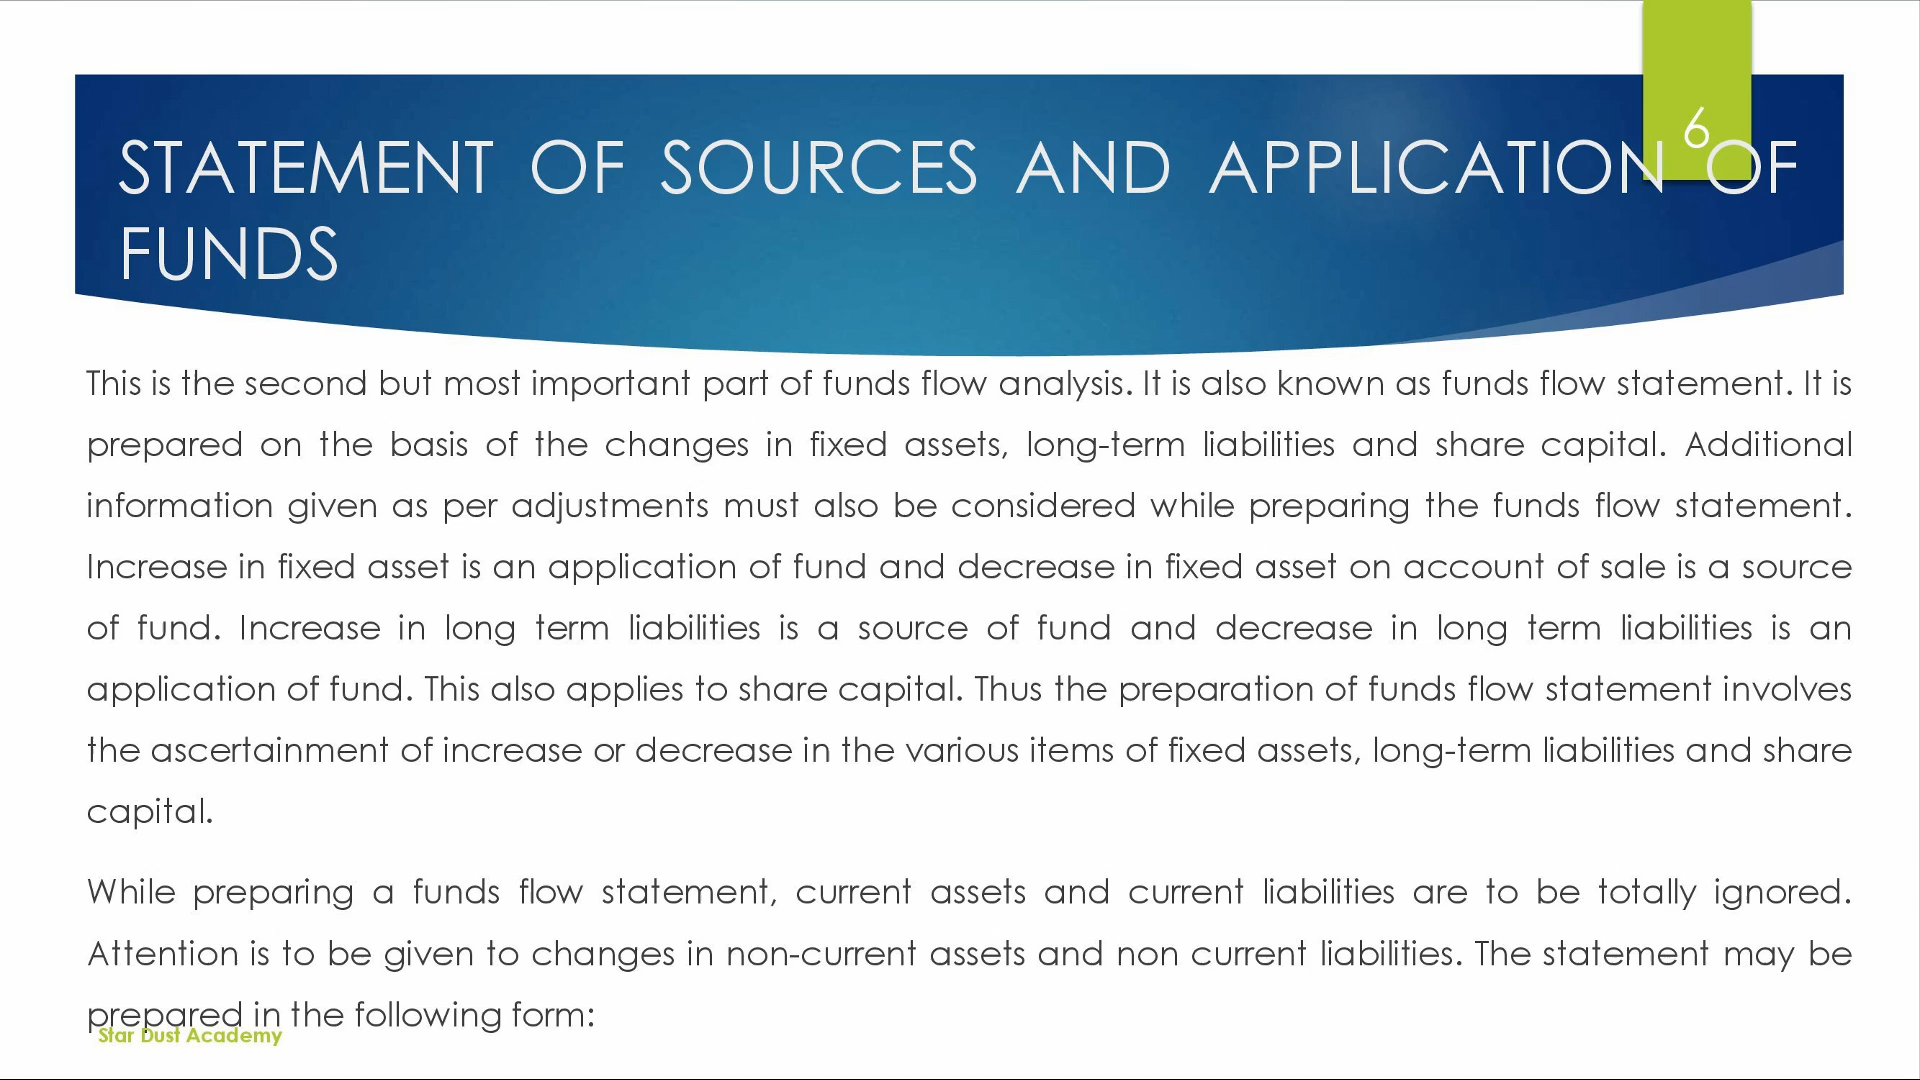 6
STATEMENT OF SOURCES AND APPLICATION OF
FUNDS
This is the second but most important part of funds flow analysis. It is also known as funds flow statement. It is
prepared on the basis of the changes in fixed assets, long-term liabilities and share capital. Additional
information given as per adjustments must also be considered while preparing the funds flow statement.
Increase in fixed asset is an application of fund and decrease in fixed asset on account of sale is a source
of fund. Increase in long term liabilities is a source of fund and decrease in long term liabilities is an
application of fund. This also applies to share capital. Thus the preparation of funds flow statement involves
the ascertainment of increase or decrease in the various items of fixed assets, long-term liabilities and share
capital.
While preparing a funds flow statement, current assets and current liabilities are to be totally ignored.
Attention is to be given to changes in non-current assets and non current liabilities. The statement may be
prepared in the following form:
Star Dust Academy